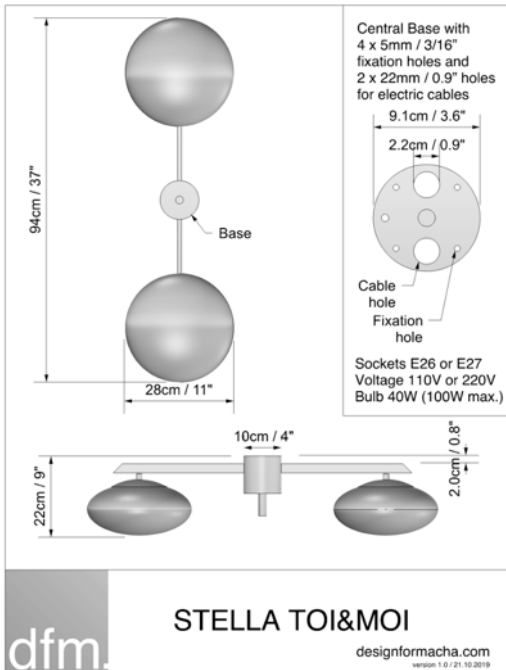 94cm / 37"
Base
28cm / 11"
Central Base with
4 x 5mm / 3/16"
fixation holes and
2 x 22mm / 0.9" holes
for electric cables
9.1cm / 3.6"
2.2cm / 0.9"
Cable
hole
Fixation
hole
Sockets E26 or E27
Voltage 110V or 220V
Bulb 40W (100W max.)
10cm / 4"
2.0cm / 0.8"
22cm / 9"
dfm.
STELLA TOI&MOI
designformacha.com
version 1.0 / 21.10.2019